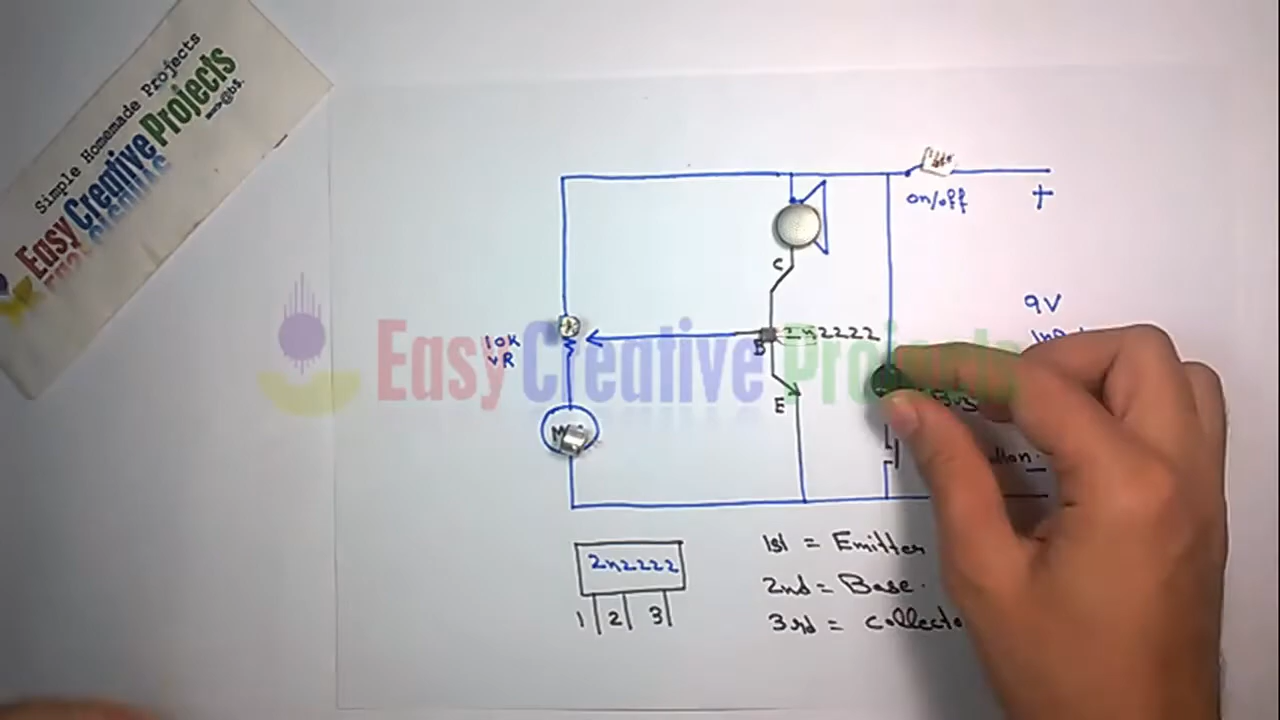 Simple Homemade Projects
Easy Creative Projects
on/off
+
C
10K
VR
B
2n2222
9V
E
Easy Creative Projects
2n2222
1 2 3
1st = Emitter
2nd = Base
3rd =